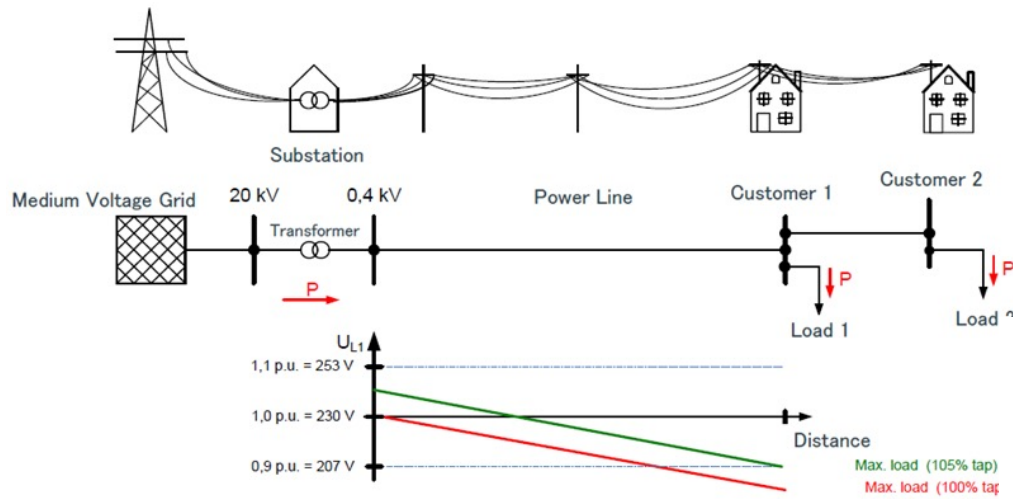 Substation
Medium Voltage Grid
20 kV
0,4 kV
Power Line
Customer 1
Customer 2
Transformer
P
P
P
Load 1
Load
U L1
1,1 p.u. = 253 V
1,0 p.u. = 230 V
0,9 p.u. = 207 V
Distance
Max. load (105% tap)
Max. load (100% tap